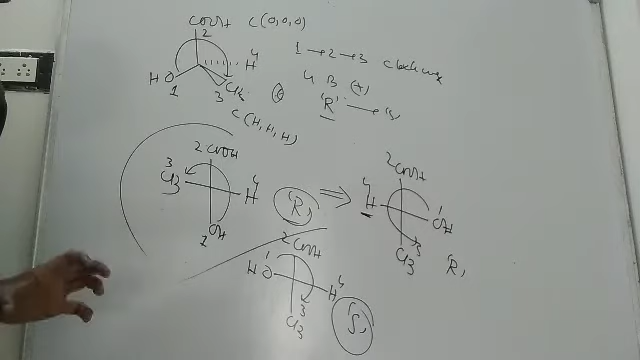 COOH C(O,O,O)
2
4
H
1 → 2 → 3 Clockwise
HO
1
CH3
3
4 B (x)
'R' → 'S'
C(H,H,H)
2 COOH
3
CH3
4
H
'R'
⇒
OH
1
2 COOH
4
H
1
OH
3
CH3
'R'
2 COOH
1
HO
H 4
3
CH3
'S'